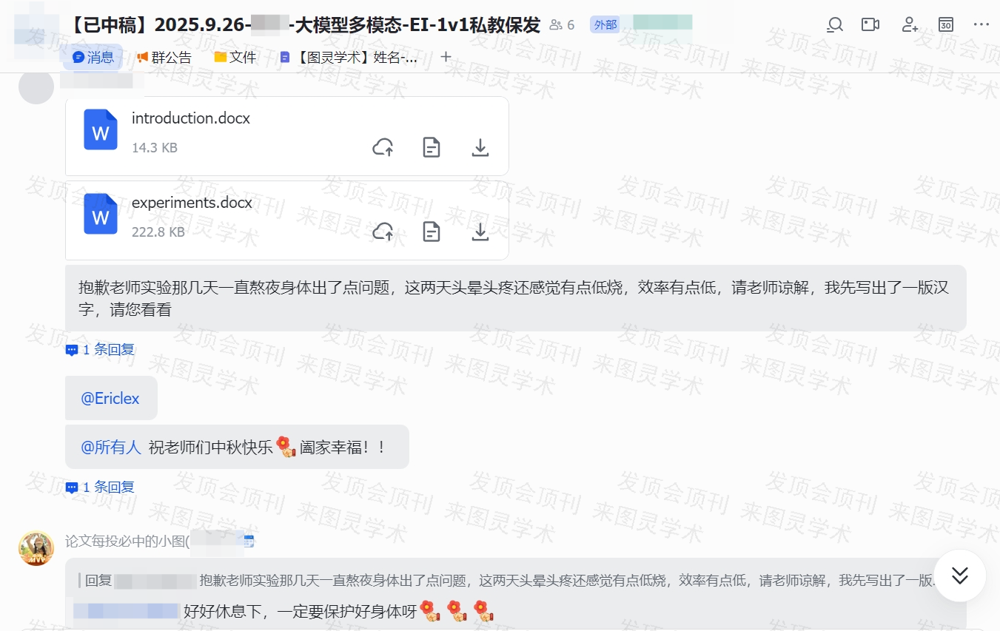 【已中稿】2025.9.26-
-大模型多模态-EI-1v1私教保发
6
外部
30
消息
群公告
文件
【图灵学术】姓名-...
W
introduction.docx
14.3 KB
W
experiments.docx
222.8 KB
抱歉老师实验那几天一直熬夜身体出了点问题，这两天头晕头疼还感觉有点低烧，效率有点低，请老师谅解，我先写出了一版汉
字，请您看看
1 条回复
@Ericlex
@所有人 祝老师们中秋快乐 阖家幸福！！
1 条回复
论文每投必中的小图(
回复 抱歉老师实验那几天一直熬夜身体出了点问题，这两天头晕头疼还感觉有点低烧，效率有点低，请老师谅解，我先写出了一版
好好休息下，一定要保护好身体呀
发顶会顶刊
来图灵学术